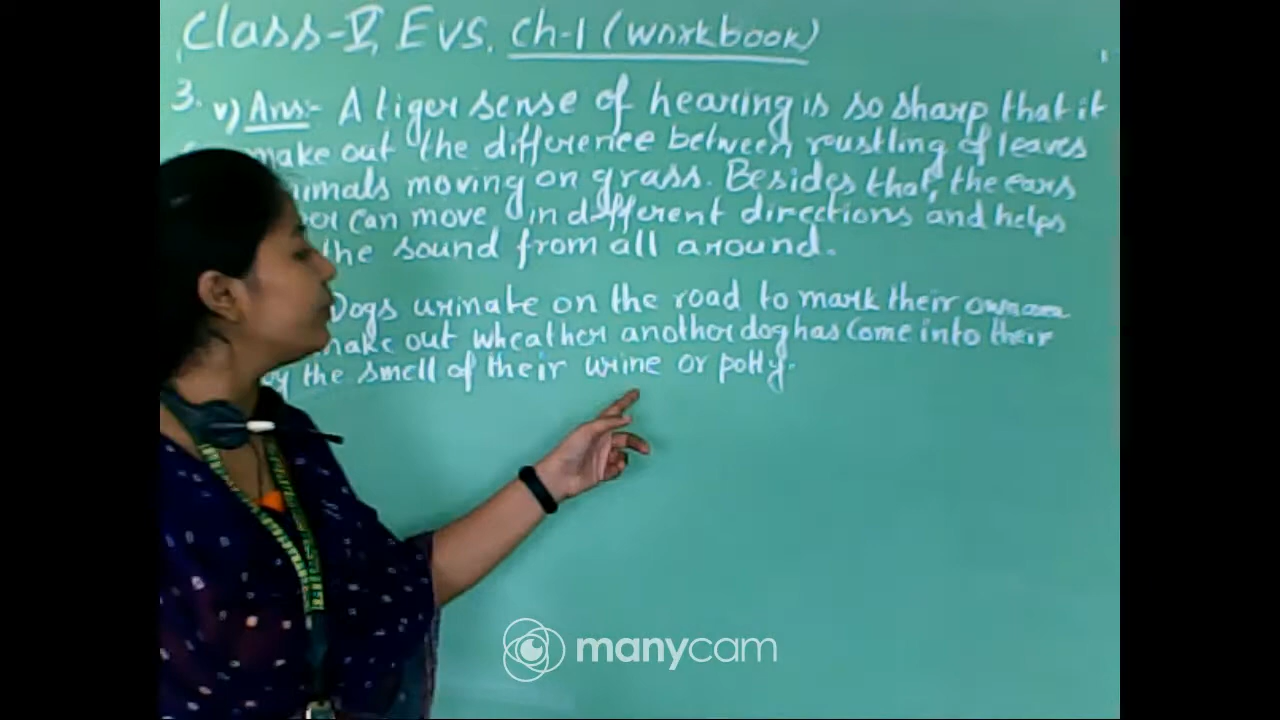 Class-V, EVS. Ch-1 (Workbook)
3. v) Ans:- A tiger sense of hearing is so sharp that it
make out the difference between rustling of leaves
moving on grass. Besides that, the ears
can move in different directions and helps
the sound from all around.
Dogs urinate on the road to mark their own
make out wheather another dog has come into their
by the smell of their urine or potty.
manycam